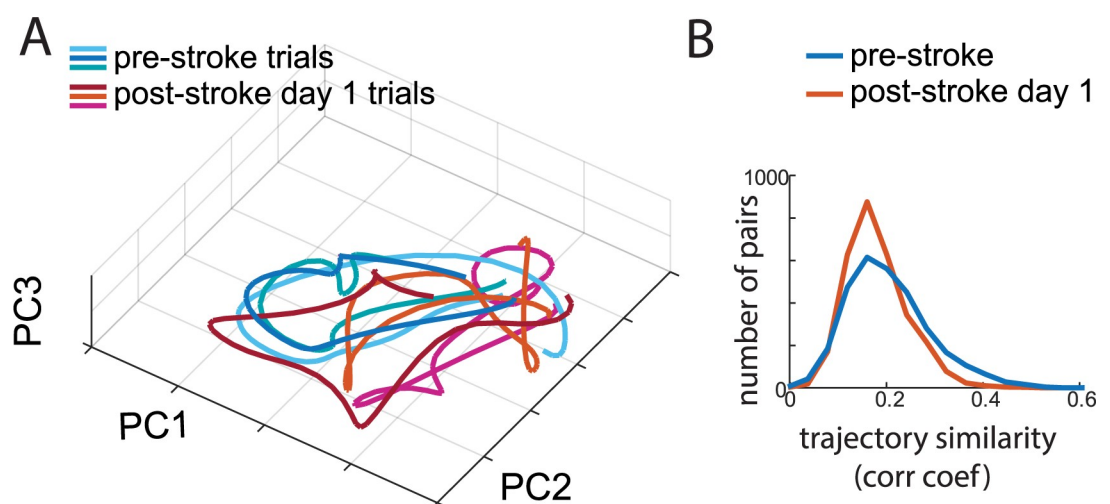 A
pre-stroke trials
post-stroke day 1 trials
PC3
PC1
PC2
B
pre-stroke
post-stroke day 1
1000
number of pairs
0
0 0.2 0.4 0.6
trajectory similarity
(corr coef)